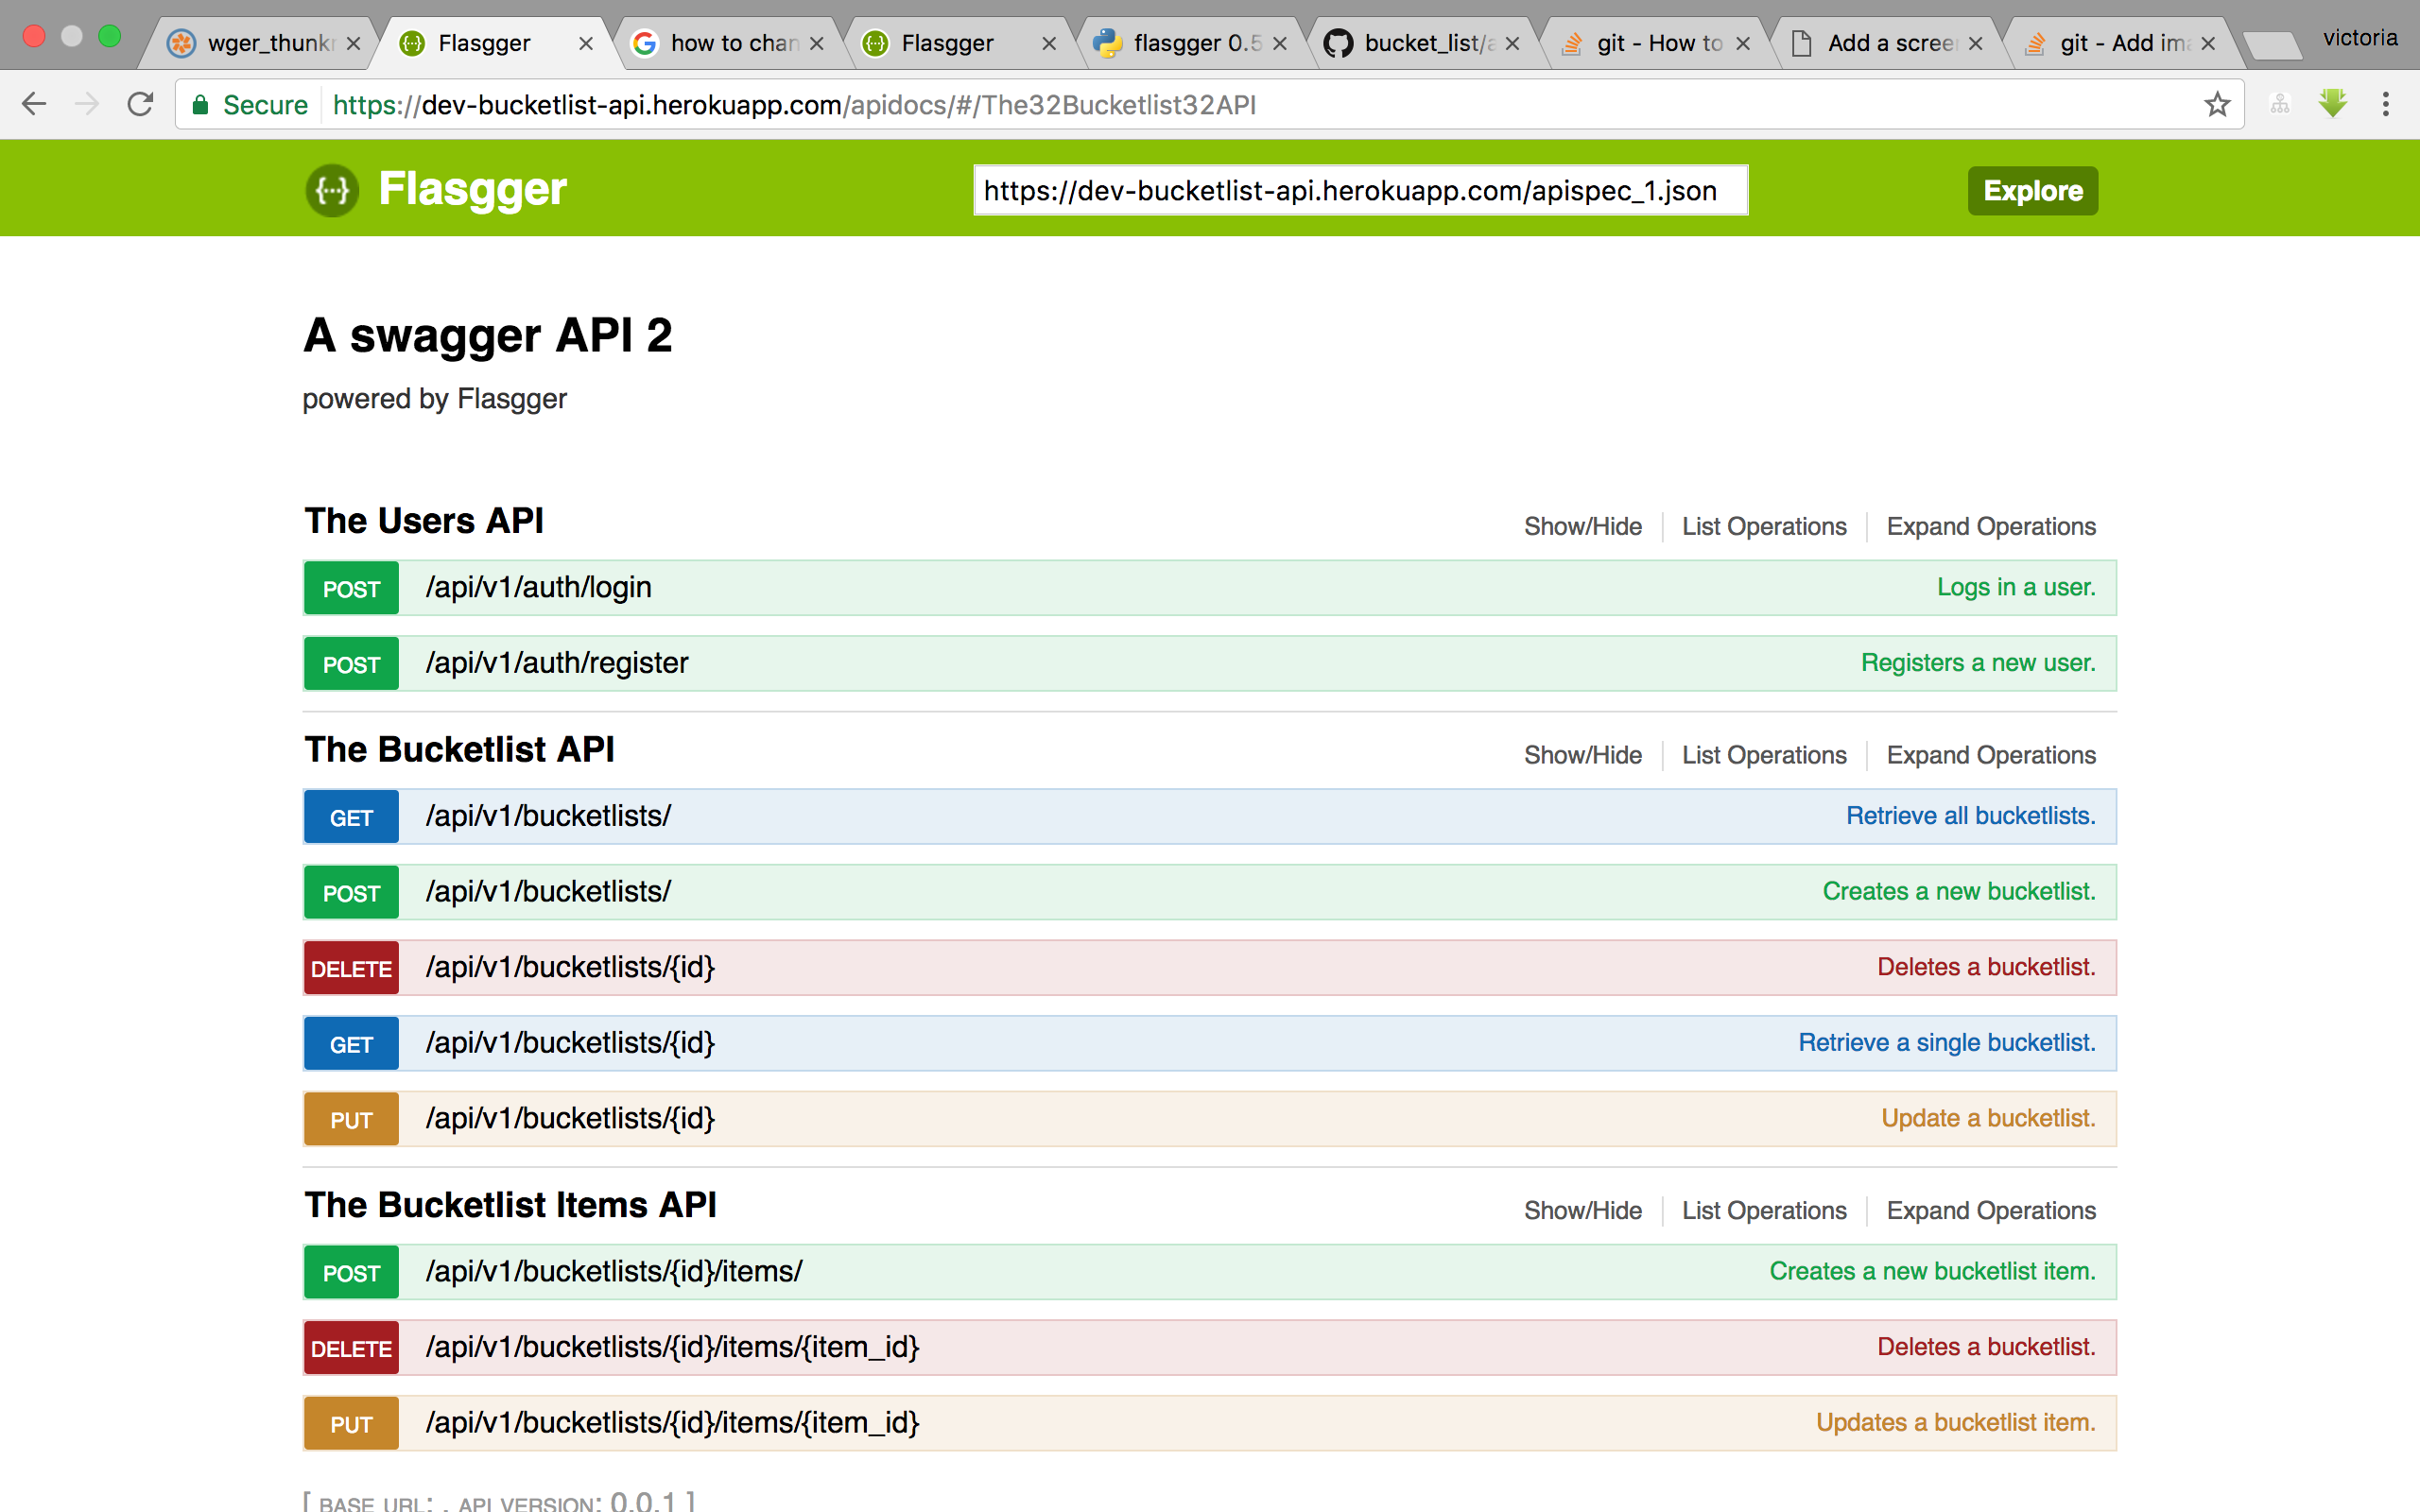 wger_thunk
Flasgger
how to chan
Flasgger
flasgger 0.5
bucket_list/a
git - How to
Add a scree
git - Add im
victoria
Secure https://dev-bucketlist-api.herokuapp.com/apidocs/#/The32Bucketlist32API
{···} Flasgger https://dev-bucketlist-api.herokuapp.com/apispec_1.json Explore
A swagger API 2
powered by Flasgger
The Users API Show/Hide List Operations Expand Operations
POST /api/v1/auth/login Logs in a user.
POST /api/v1/auth/register Registers a new user.
The Bucketlist API Show/Hide List Operations Expand Operations
GET /api/v1/bucketlists/ Retrieve all bucketlists.
POST /api/v1/bucketlists/ Creates a new bucketlist.
DELETE /api/v1/bucketlists/{id} Deletes a bucketlist.
GET /api/v1/bucketlists/{id} Retrieve a single bucketlist.
PUT /api/v1/bucketlists/{id} Update a bucketlist.
The Bucketlist Items API Show/Hide List Operations Expand Operations
POST /api/v1/bucketlists/{id}/items/ Creates a new bucketlist item.
DELETE /api/v1/bucketlists/{id}/items/{item_id} Deletes a bucketlist.
PUT /api/v1/bucketlists/{id}/items/{item_id} Updates a bucketlist item.
[ BASE URL: , API VERSION: 0.0.1 ]